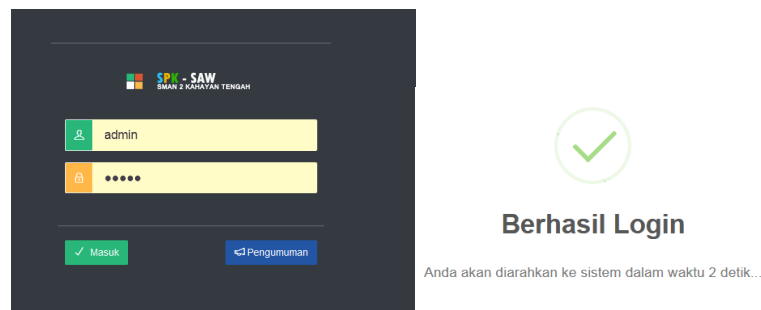 SPK - SAW
SMAN 2 KAHAYAN TENGAH
admin
•••••
Masuk
Pengumuman
Berhasil Login
Anda akan diarahkan ke sistem dalam waktu 2 detik...